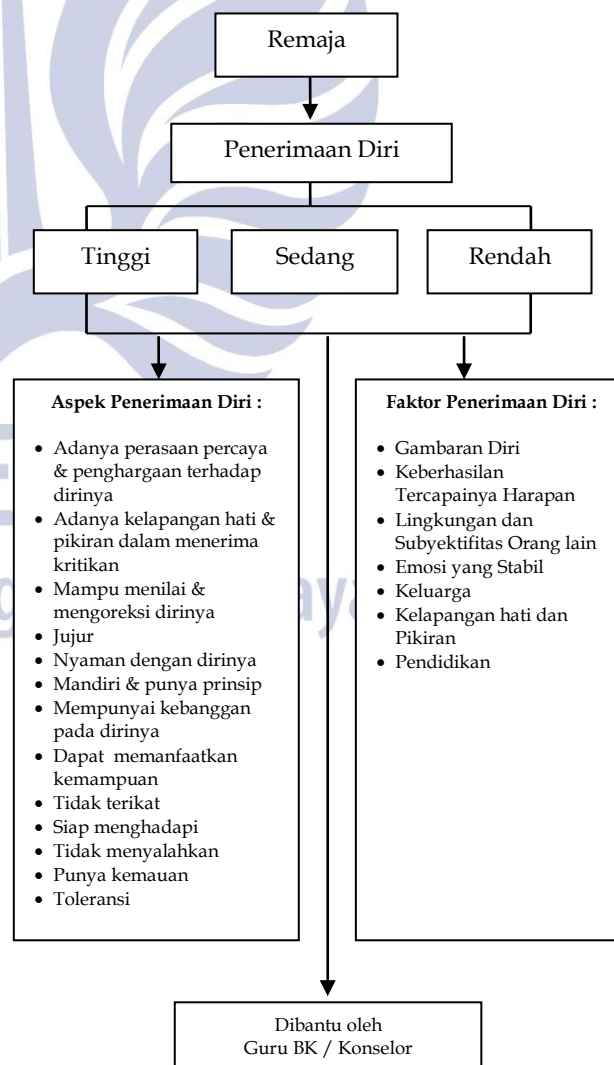 Remaja
Penerimaan Diri
Tinggi
Sedang
Rendah
Aspek Penerimaan Diri :
• Adanya perasaan percaya
& penghargaan terhadap
dirinya
• Adanya kelapangan hati &
pikiran dalam menerima
kritikan
• Mampu menilai &
mengoreksi dirinya
• Jujur
• Nyaman dengan dirinya
• Mandiri & punya prinsip
• Mempunyai kebanggan
pada dirinya
• Dapat memanfaatkan
kemampuan
• Tidak terikat
• Siap menghadapi
• Tidak menyalahkan
• Punya kemauan
• Toleransi
Faktor Penerimaan Diri :
• Gambaran Diri
• Keberhasilan
Tercapainya Harapan
• Lingkungan dan
Subyektifitas Orang lain
• Emosi yang Stabil
• Keluarga
• Kelapangan hati dan
Pikiran
• Pendidikan
Dibantu oleh
Guru BK / Konselor